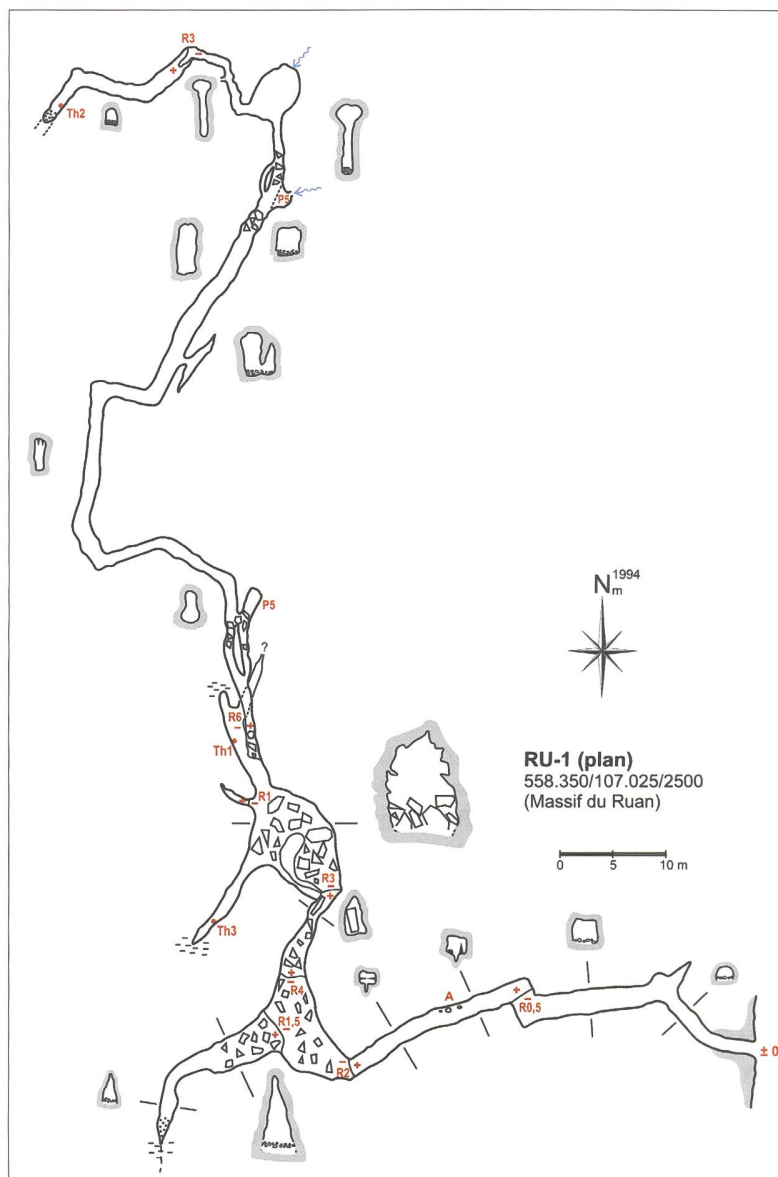 R3
+
−
Th2
P5
P5
?
R6
−
+
Th1
+
R1
−
R3
−
+
Th3
+
−
R4
R1,5
+
−
−
+
R2
A
+
−
R0,5
± 0
N 1994
m
RU-1 (plan)
558.350/107.025/2500
(Massif du Ruan)
0 5 10 m